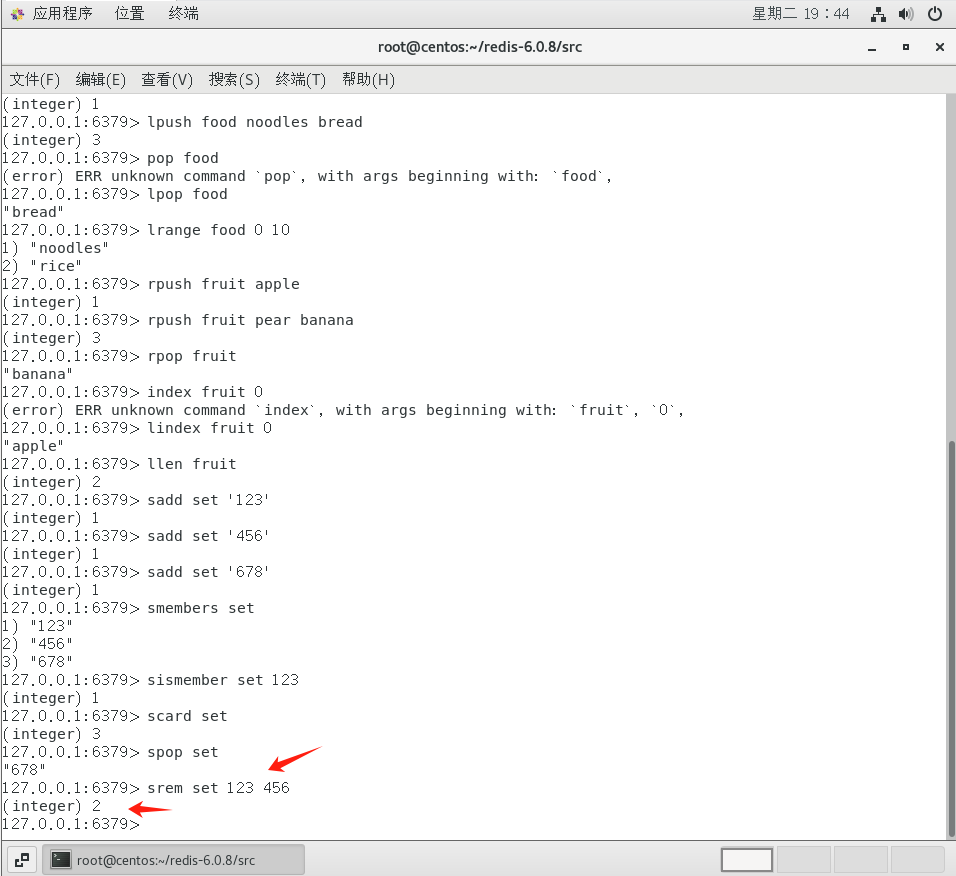 应用程序 位置 终端 星期二 19：44
root@centos:~/redis-6.0.8/src
文件(F) 编辑(E) 查看(V) 搜索(S) 终端(T) 帮助(H)
(integer) 1
127.0.0.1:6379> lpush food noodles bread
(integer) 3
127.0.0.1:6379> pop food
(error) ERR unknown command `pop`, with args beginning with: `food`,
127.0.0.1:6379> lpop food
"bread"
127.0.0.1:6379> lrange food 0 10
1) "noodles"
2) "rice"
127.0.0.1:6379> rpush fruit apple
(integer) 1
127.0.0.1:6379> rpush fruit pear banana
(integer) 3
127.0.0.1:6379> rpop fruit
"banana"
127.0.0.1:6379> index fruit 0
(error) ERR unknown command `index`, with args beginning with: `fruit`, `0`,
127.0.0.1:6379> lindex fruit 0
"apple"
127.0.0.1:6379> llen fruit
(integer) 2
127.0.0.1:6379> sadd set '123'
(integer) 1
127.0.0.1:6379> sadd set '456'
(integer) 1
127.0.0.1:6379> sadd set '678'
(integer) 1
127.0.0.1:6379> smembers set
1) "123"
2) "456"
3) "678"
127.0.0.1:6379> sismember set 123
(integer) 1
127.0.0.1:6379> scard set
(integer) 3
127.0.0.1:6379> spop set
"678"
127.0.0.1:6379> srem set 123 456
(integer) 2
127.0.0.1:6379>
root@centos:~/redis-6.0.8/src